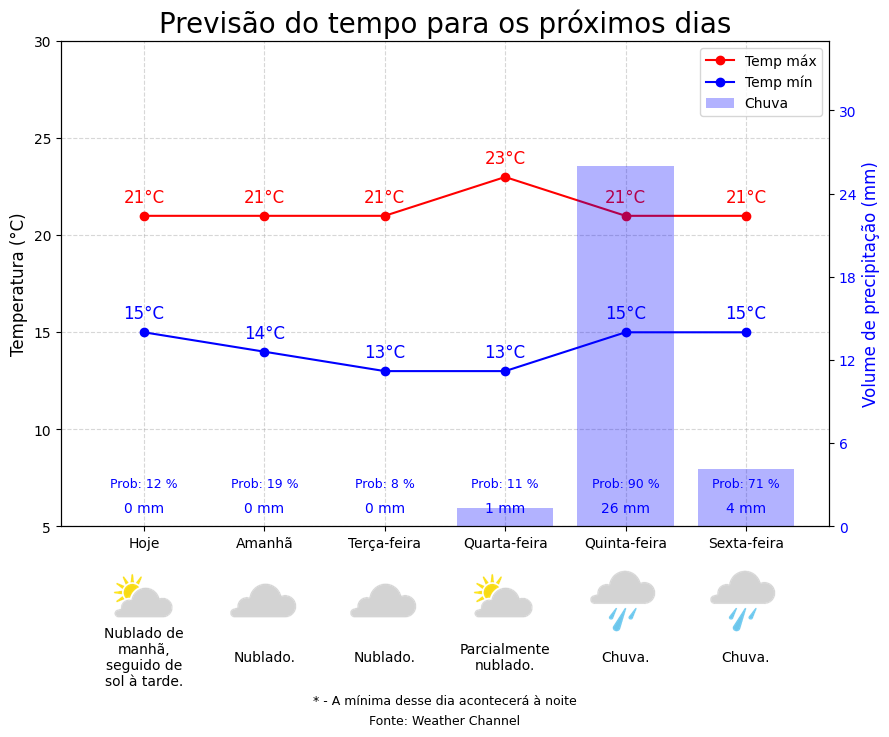 Previsão do tempo para os próximos dias
Temp máx
Temp mín
Chuva
Temperatura (°C)
30
25
20
15
10
5
Volume de precipitação (mm)
30
24
18
12
6
0
21°C 21°C 21°C 23°C 21°C 21°C
15°C 14°C 13°C 13°C 15°C 15°C
Prob: 12 % Prob: 19 % Prob: 8 % Prob: 11 % Prob: 90 % Prob: 71 %
0 mm 0 mm 0 mm 1 mm 26 mm 4 mm
Hoje Amanhã Terça-feira Quarta-feira Quinta-feira Sexta-feira
Nublado de
manhã,
seguido de
sol à tarde.
Nublado.
Nublado.
Parcialmente
nublado.
Chuva.
Chuva.
* - A mínima desse dia acontecerá à noite
Fonte: Weather Channel